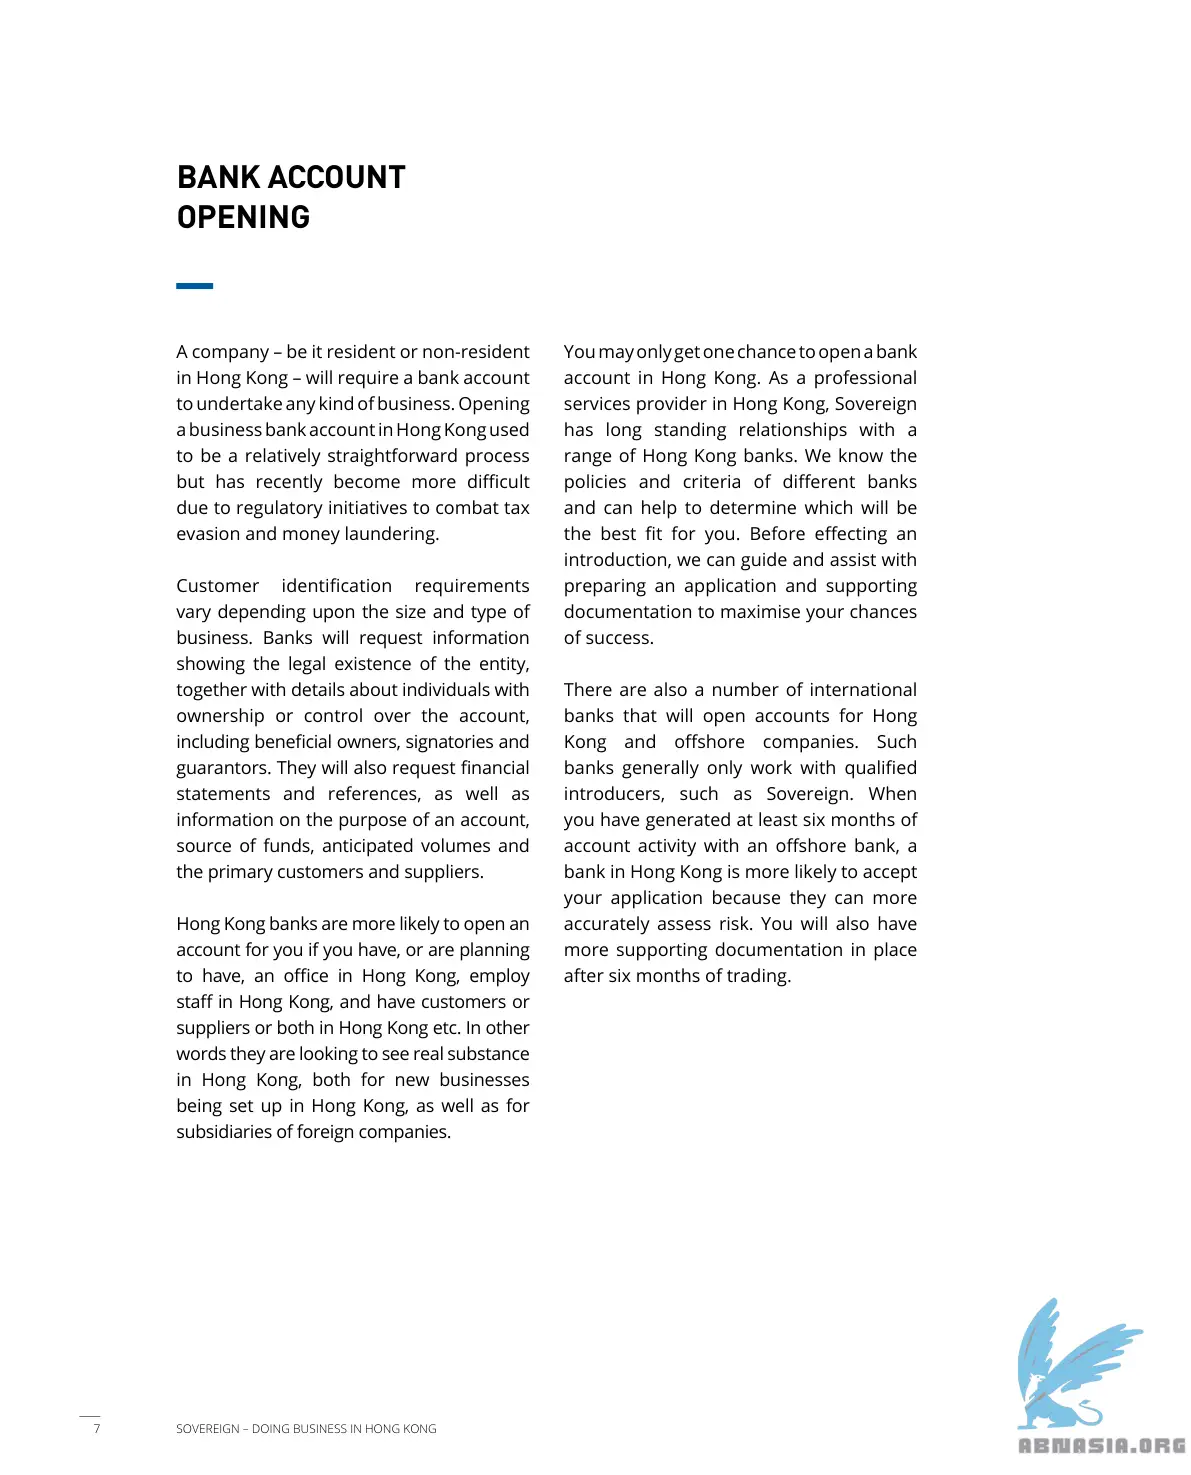 BANK ACCOUNT
OPENING
A company – be it resident or non-resident
in Hong Kong – will require a bank account
to undertake any kind of business. Opening
a business bank account in Hong Kong used
to be a relatively straightforward process
but has recently become more difficult
due to regulatory initiatives to combat tax
evasion and money laundering.
Customer identification requirements
vary depending upon the size and type of
business. Banks will request information
showing the legal existence of the entity,
together with details about individuals with
ownership or control over the account,
including beneficial owners, signatories and
guarantors. They will also request financial
statements and references, as well as
information on the purpose of an account,
source of funds, anticipated volumes and
the primary customers and suppliers.
Hong Kong banks are more likely to open an
account for you if you have, or are planning
to have, an office in Hong Kong, employ
staff in Hong Kong, and have customers or
suppliers or both in Hong Kong etc. In other
words they are looking to see real substance
in Hong Kong, both for new businesses
being set up in Hong Kong, as well as for
subsidiaries of foreign companies.
You may only get one chance to open a bank
account in Hong Kong. As a professional
services provider in Hong Kong, Sovereign
has long standing relationships with a
range of Hong Kong banks. We know the
policies and criteria of different banks
and can help to determine which will be
the best fit for you. Before effecting an
introduction, we can guide and assist with
preparing an application and supporting
documentation to maximise your chances
of success.
There are also a number of international
banks that will open accounts for Hong
Kong and offshore companies. Such
banks generally only work with qualified
introducers, such as Sovereign. When
you have generated at least six months of
account activity with an offshore bank, a
bank in Hong Kong is more likely to accept
your application because they can more
accurately assess risk. You will also have
more supporting documentation in place
after six months of trading.
7
SOVEREIGN – DOING BUSINESS IN HONG KONG
ABNASIA.ORG